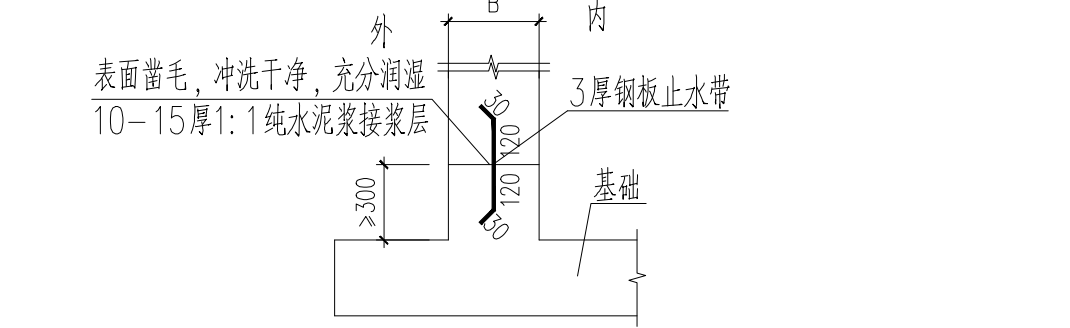 B
外
内
表面凿毛，冲洗干净，充分润湿
10-15厚1:1纯水泥浆接浆层
3厚钢板止水带
30
120
120
30
≥300
基础